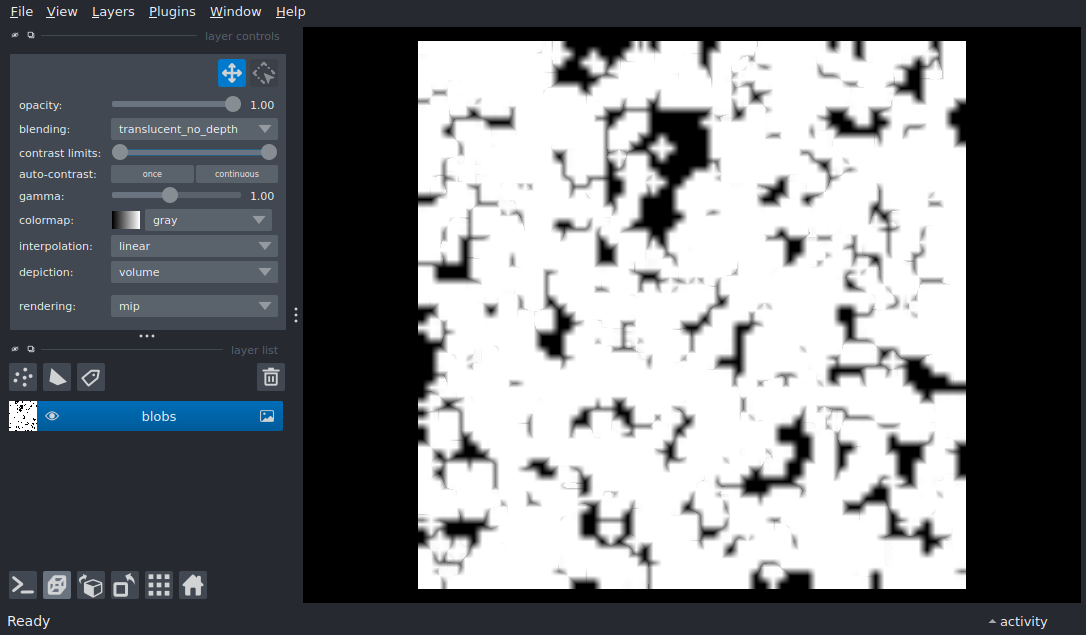 File View Layers Plugins Window Help
layer controls
opacity: 1.00
blending: translucent_no_depth
contrast limits:
auto-contrast: once continuous
gamma: 1.00
colormap: gray
interpolation: linear
depiction: volume
rendering: mip
layer list
blobs
Ready activity